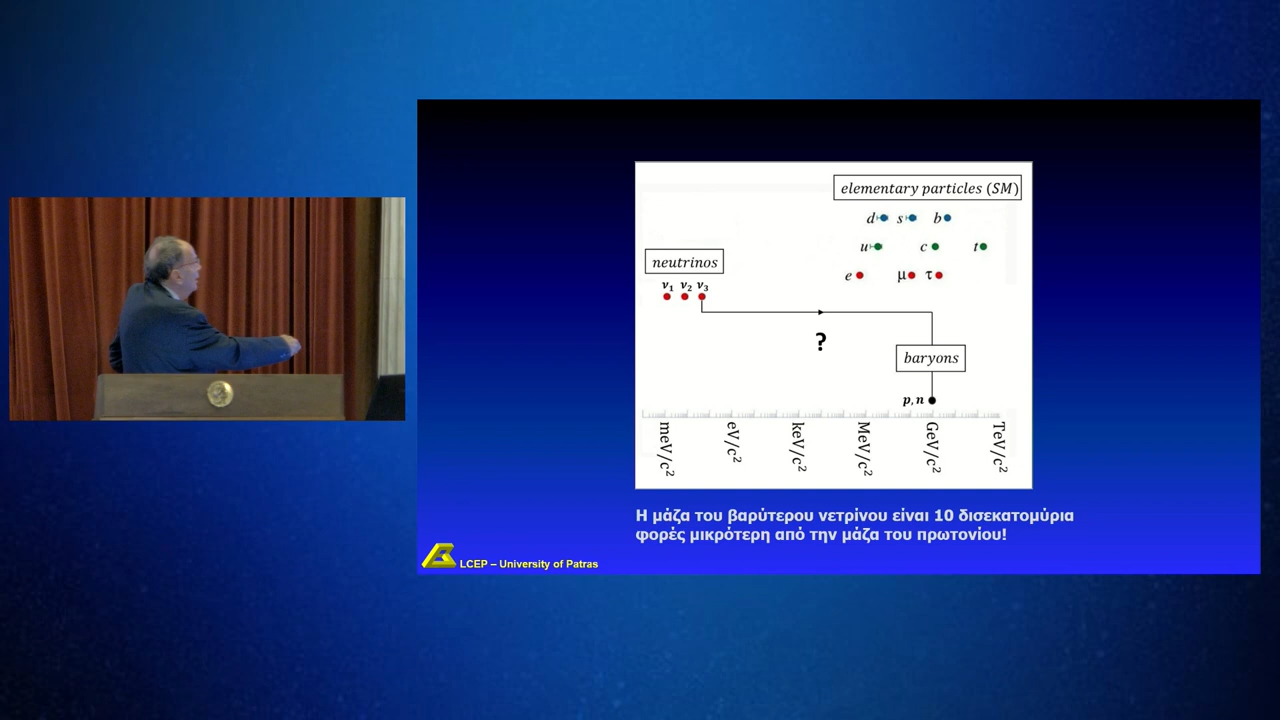 elementary particles (SM)
d s b
u c t
neutrinos
e μ τ
ν₁ ν₂ ν₃
?
baryons
p, n
meV/c² eV/c² keV/c² MeV/c² GeV/c² TeV/c²
Η μάζα του βαρύτερου νετρίνου είναι 10 δισεκατομύρια
φορές μικρότερη από την μάζα του πρωτονίου!
LCEP – University of Patras